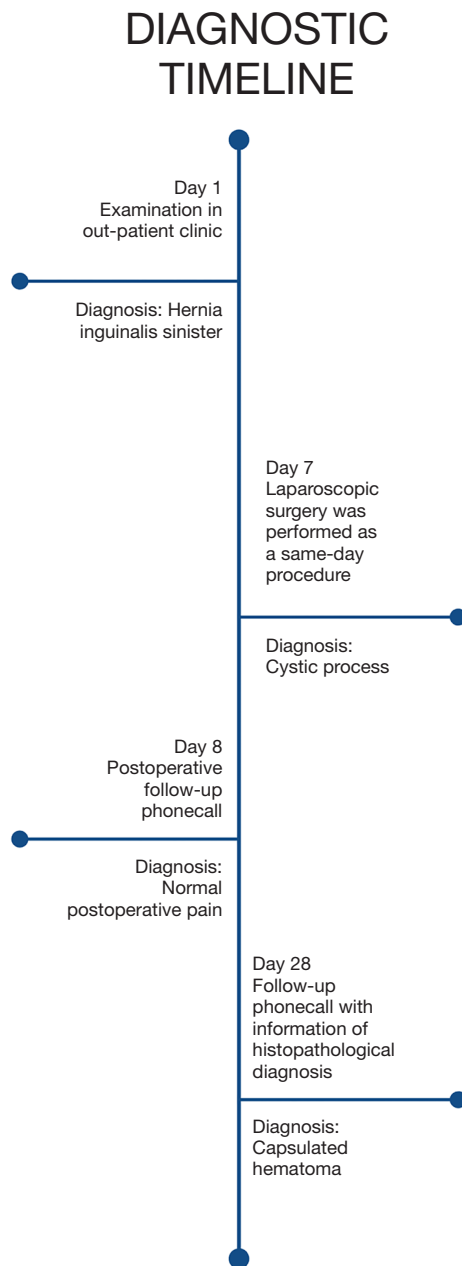 DIAGNOSTIC
TIMELINE
Day 1
Examination in
out-patient clinic
Diagnosis: Hernia
inguinalis sinister
Day 7
Laparoscopic
surgery was
performed as
a same-day
procedure
Diagnosis:
Cystic process
Day 8
Postoperative
follow-up
phonecall
Diagnosis:
Normal
postoperative pain
Day 28
Follow-up
phonecall with
information of
histopathological
diagnosis
Diagnosis:
Capsulated
hematoma